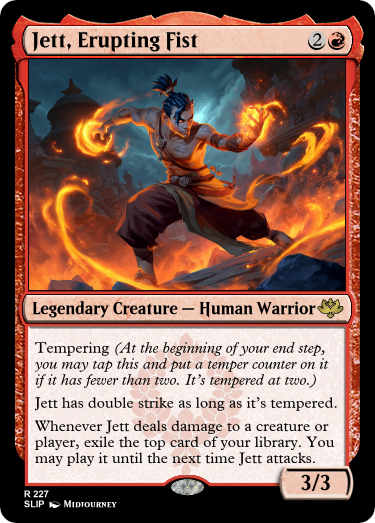 Jett, Erupting Fist 2
Legendary Creature — Human Warrior
Tempering (At the beginning of your end step,
you may tap this and put a temper counter on it
if it has fewer than two. It's tempered at two.)
Jett has double strike as long as it's tempered.
Whenever Jett deals damage to a creature or
player, exile the top card of your library. You
may play it until the next time Jett attacks.
3/3
R 227
SLIP Midjourney